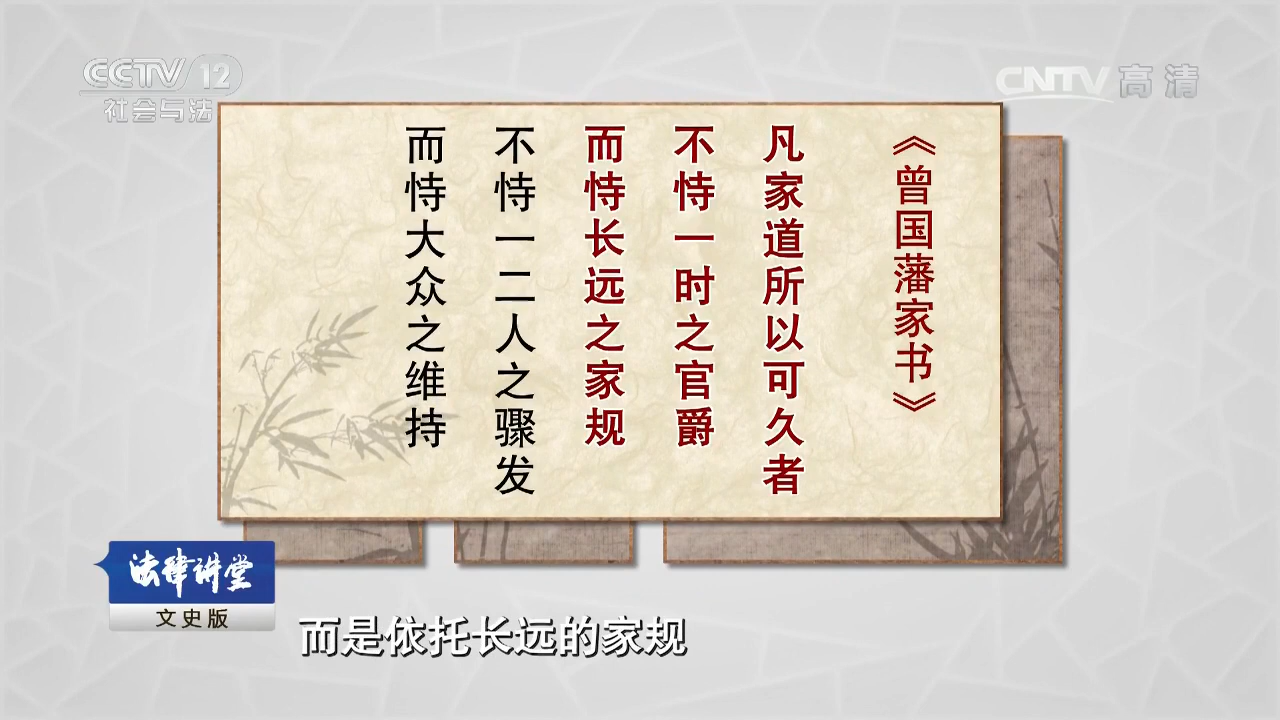 CCTV 12
社会与法
CNTV 高清
《曾国藩家书》
凡家道所以可久者
不恃一时之官爵
而恃长远之家规
不恃一二人之骤发
而恃大众之维持
法律讲堂
文史版
而是依托长远的家规